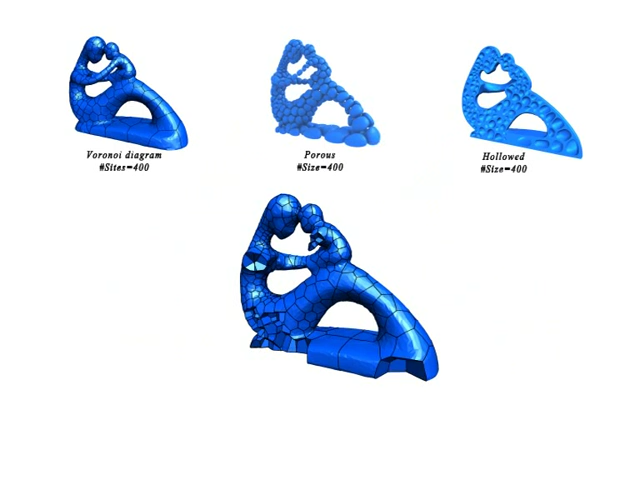 Voronoi diagram
#Sites=400
Porous
#Size=400
Hollowed
#Size=400